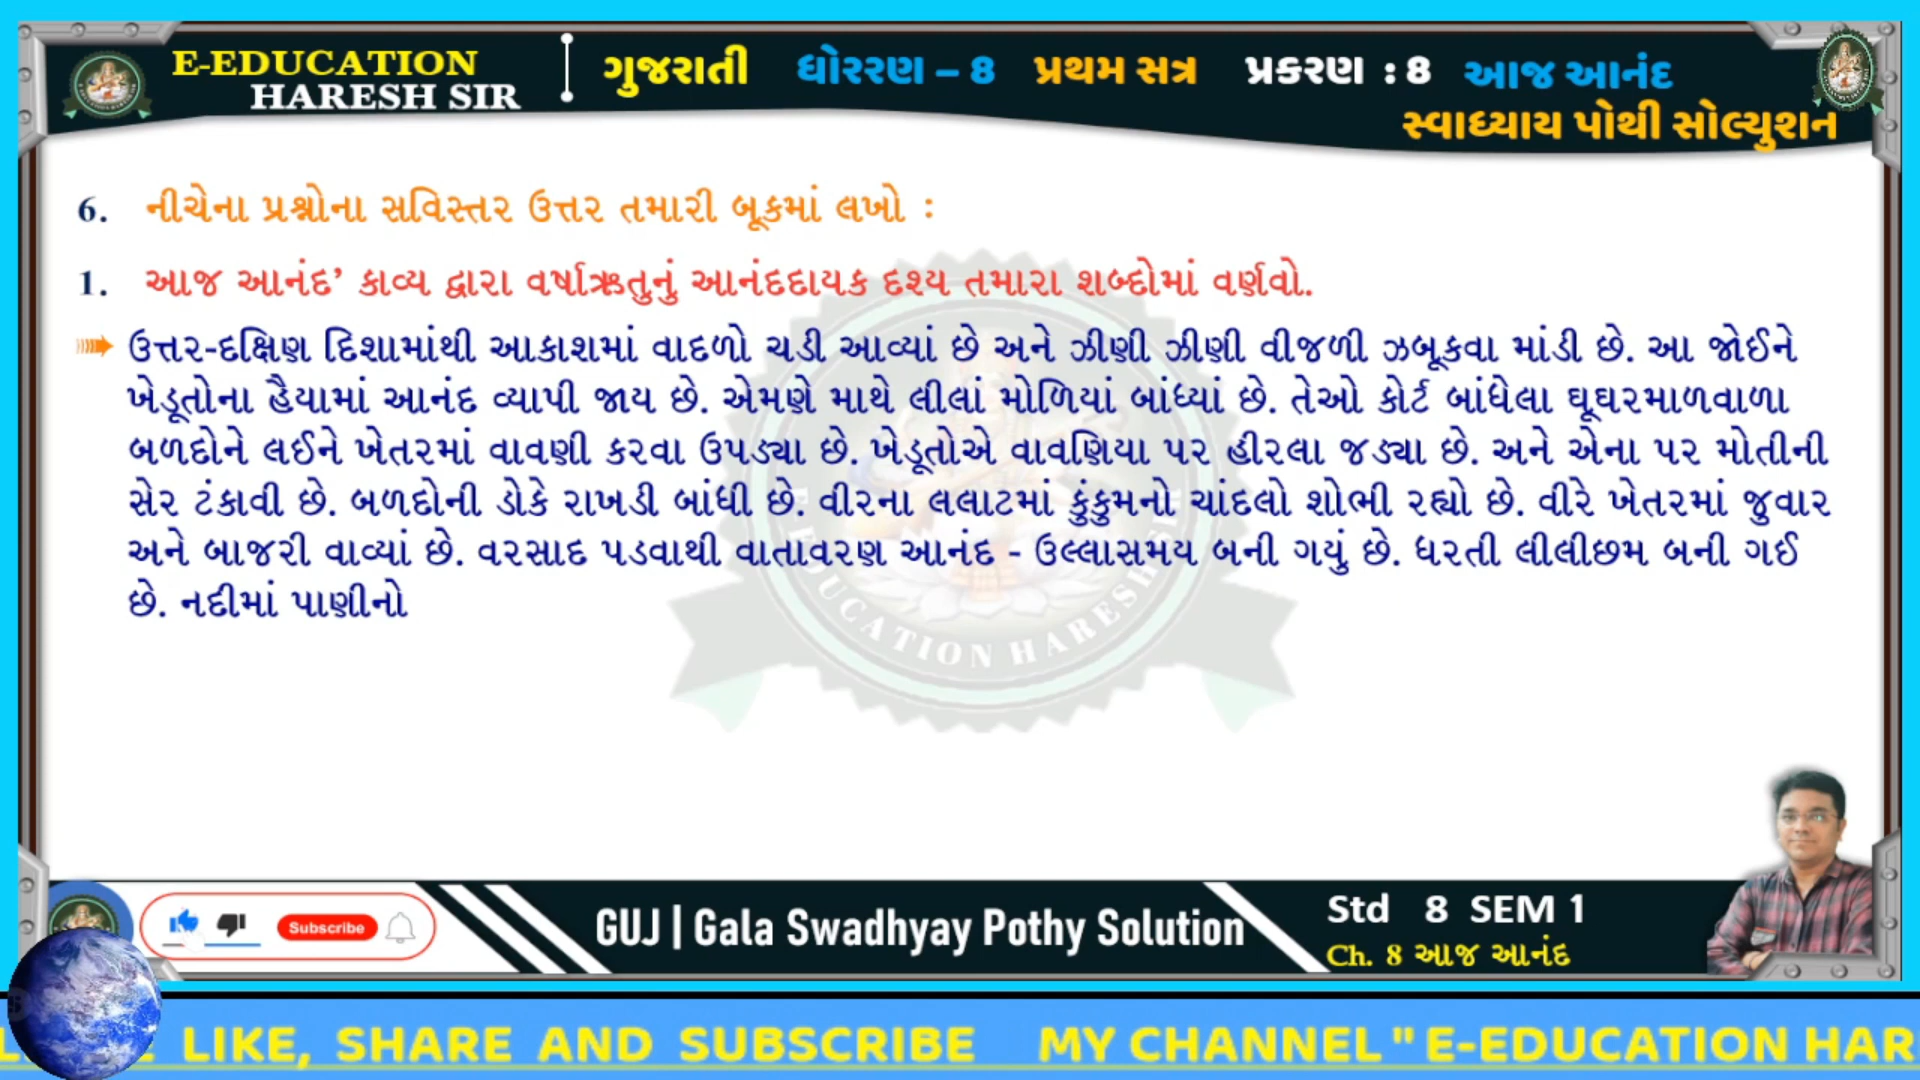 E-EDUCATION
HARESH SIR
ગુજરાતી ધોરરણ – 8 પ્રથમ સત્ર પ્રકરણ : 8 આજ આનંદ
સ્વાધ્યાય પોથી સોલ્યુશન
6. નીચેના પ્રશ્નોના સવિસ્તર ઉત્તર તમારી બૂકમાં લખો :
1. આજ આનંદ’ કાવ્ય દ્વારા વર્ષાઋતુનું આનંદદાયક દશ્ય તમારા શબ્દોમાં વર્ણવો.
ઉત્તર-દક્ષિણ દિશામાંથી આકાશમાં વાદળો ચડી આવ્યાં છે અને ઝીણી ઝીણી વીજળી ઝબૂકવા માંડી છે. આ જોઈને
ખેડૂતોના હૈયામાં આનંદ વ્યાપી જાય છે. એમણે માથે લીલાં મોળિયાં બાંધ્યાં છે. તેઓ કોર્ટ બાંધેલા ઘૂઘરમાળવાળા
બળદોને લઈને ખેતરમાં વાવણી કરવા ઉપડ્યા છે. ખેડૂતોએ વાવણિયા પર હીરલા જડ્યા છે. અને એના પર મોતીની
સેર ટંકાવી છે. બળદોની ડોકે રાખડી બાંધી છે. વીરના લલાટમાં કુંકુમનો ચાંદલો શોભી રહ્યો છે. વીરે ખેતરમાં જુવાર
અને બાજરી વાવ્યાં છે. વરસાદ પડવાથી વાતાવરણ આનંદ - ઉલ્લાસમય બની ગયું છે. ધરતી લીલીછમ બની ગઈ
છે. નદીમાં પાણીનો
E EDUCATION HARESH
Subscribe
GUJ | Gala Swadhyay Pothy Solution
Std 8 SEM 1
Ch. 8 આજ આનંદ
LIKE, SHARE AND SUBSCRIBE MY CHANNEL " E-EDUCATION HAR